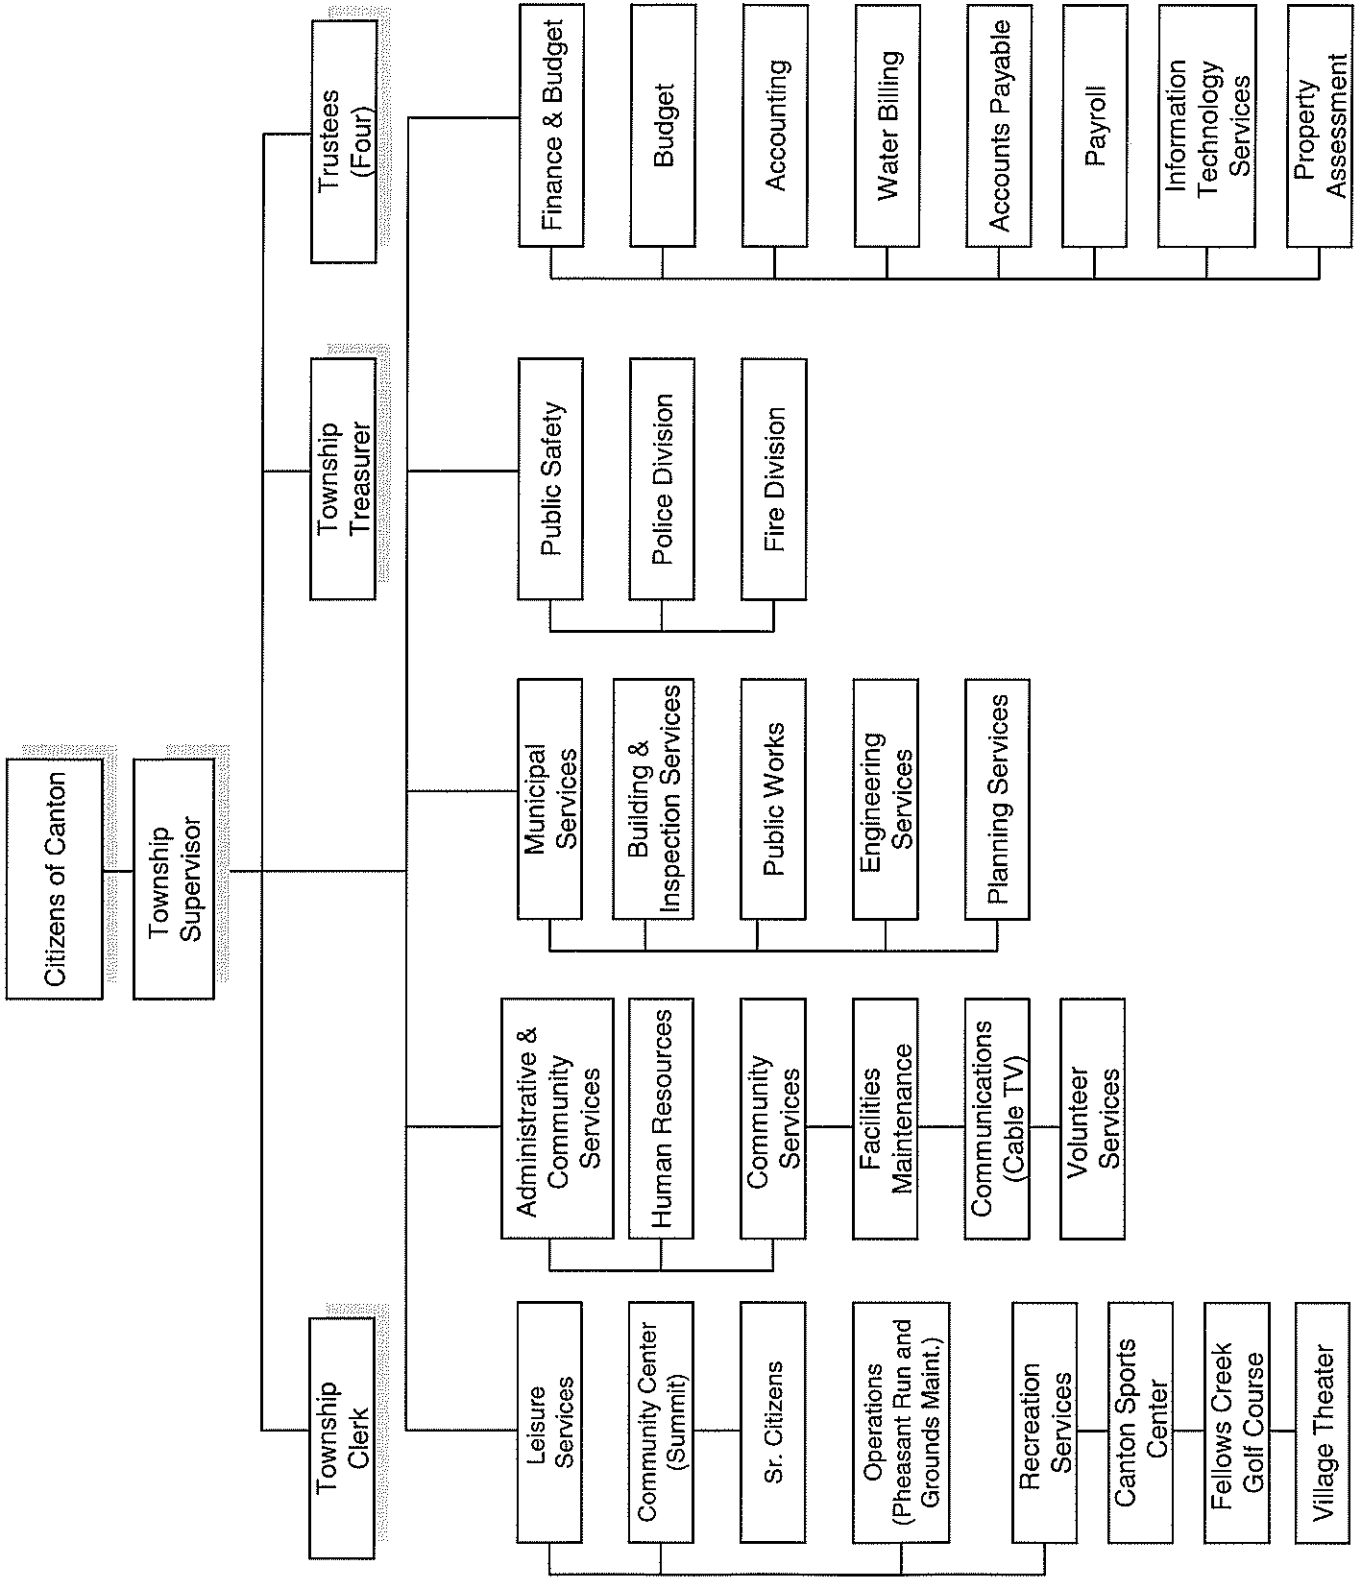 Citizens of Canton
Township
Supervisor
Township
Clerk
Township
Treasurer
Trustees
(Four)
Leisure
Services
Community Center
(Summit)
Sr. Citizens
Operations
(Pheasant Run and
Grounds Maint.)
Recreation
Services
Canton Sports
Center
Fellows Creek
Golf Course
Village Theater
Administrative &
Community
Services
Human Resources
Community
Services
Facilities
Maintenance
Communications
(Cable TV)
Volunteer
Services
Municipal
Services
Building &
Inspection Services
Public Works
Engineering
Services
Planning Services
Public Safety
Police Division
Fire Division
Finance & Budget
Budget
Accounting
Water Billing
Accounts Payable
Payroll
Information
Technology
Services
Property
Assessment